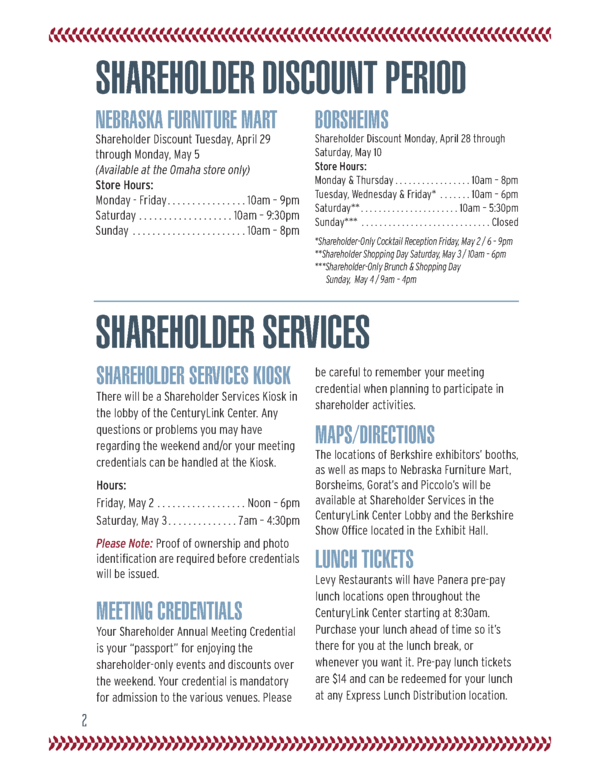 SHAREHOLDER DISCOUNT PERIOD
NEBRASKA FURNITURE MART
Shareholder Discount Tuesday, April 29
through Monday, May 5
(Available at the Omaha store only)
Store Hours:
Monday - Friday. . . . . . . . . . . . . . . . 10am – 9pm
Saturday . . . . . . . . . . . . . . . . . . . 10am – 9:30pm
Sunday . . . . . . . . . . . . . . . . . . . . . . . 10am – 8pm
BORSHEIMS
Shareholder Discount Monday, April 28 through
Saturday, May 10
Store Hours:
Monday & Thursday . . . . . . . . . . . . . . . . . 10am – 8pm
Tuesday, Wednesday & Friday* . . . . . . . 10am – 6pm
Saturday**. . . . . . . . . . . . . . . . . . . . . . 10am – 5:30pm
Sunday*** . . . . . . . . . . . . . . . . . . . . . . . . . . . . . Closed
*Shareholder-Only Cocktail Reception Friday, May 2 / 6 – 9pm
**Shareholder Shopping Day Saturday, May 3 / 10am – 6pm
***Shareholder-Only Brunch & Shopping Day
Sunday, May 4 / 9am – 4pm
SHAREHOLDER SERVICES
SHAREHOLDER SERVICES KIOSK
There will be a Shareholder Services Kiosk in
the lobby of the CenturyLink Center. Any
questions or problems you may have
regarding the weekend and/or your meeting
credentials can be handled at the Kiosk.
Hours:
Friday, May 2 . . . . . . . . . . . . . . . . . . Noon – 6pm
Saturday, May 3. . . . . . . . . . . . . . 7am – 4:30pm
Please Note: Proof of ownership and photo
identification are required before credentials
will be issued.
MEETING CREDENTIALS
Your Shareholder Annual Meeting Credential
is your “passport” for enjoying the
shareholder-only events and discounts over
the weekend. Your credential is mandatory
for admission to the various venues. Please
be careful to remember your meeting
credential when planning to participate in
shareholder activities.
MAPS/DIRECTIONS
The locations of Berkshire exhibitors’ booths,
as well as maps to Nebraska Furniture Mart,
Borsheims, Gorat’s and Piccolo’s will be
available at Shareholder Services in the
CenturyLink Center Lobby and the Berkshire
Show Office located in the Exhibit Hall.
LUNCH TICKETS
Levy Restaurants will have Panera pre-pay
lunch locations open throughout the
CenturyLink Center starting at 8:30am.
Purchase your lunch ahead of time so it’s
there for you at the lunch break, or
whenever you want it. Pre-pay lunch tickets
are $14 and can be redeemed for your lunch
at any Express Lunch Distribution location.
2